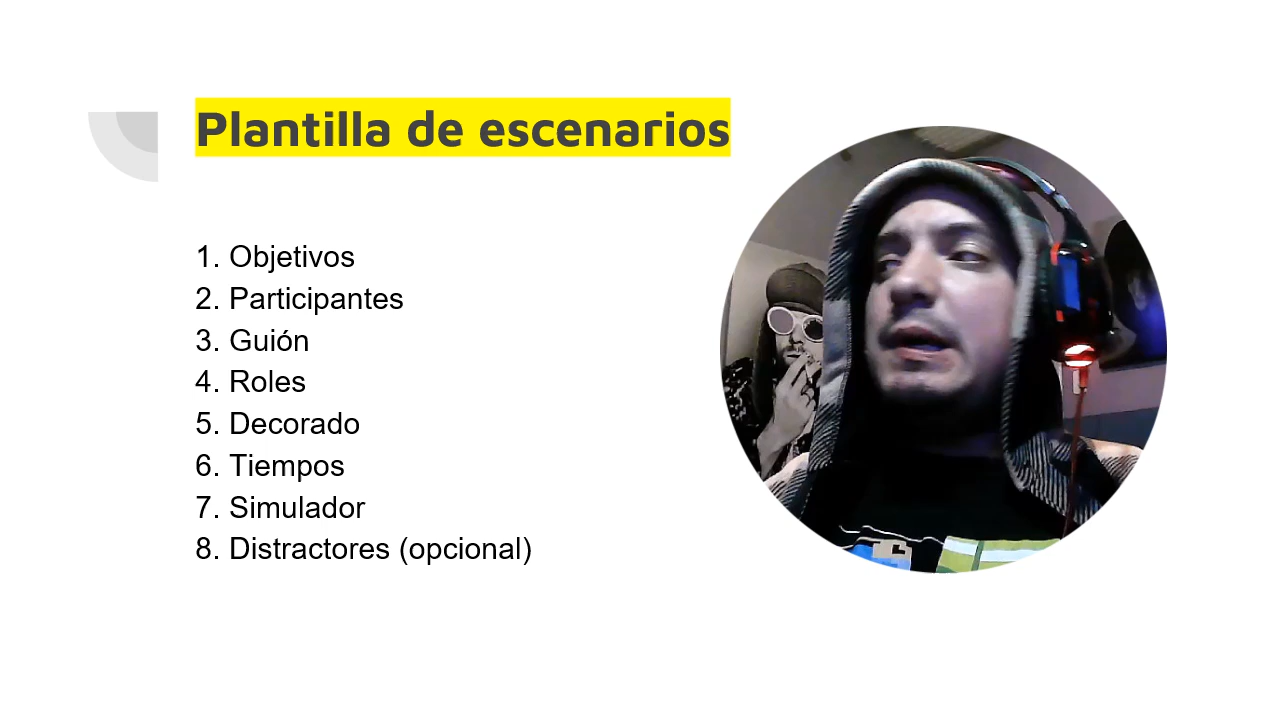 Plantilla de escenarios
1. Objetivos
2. Participantes
3. Guión
4. Roles
5. Decorado
6. Tiempos
7. Simulador
8. Distractores (opcional)